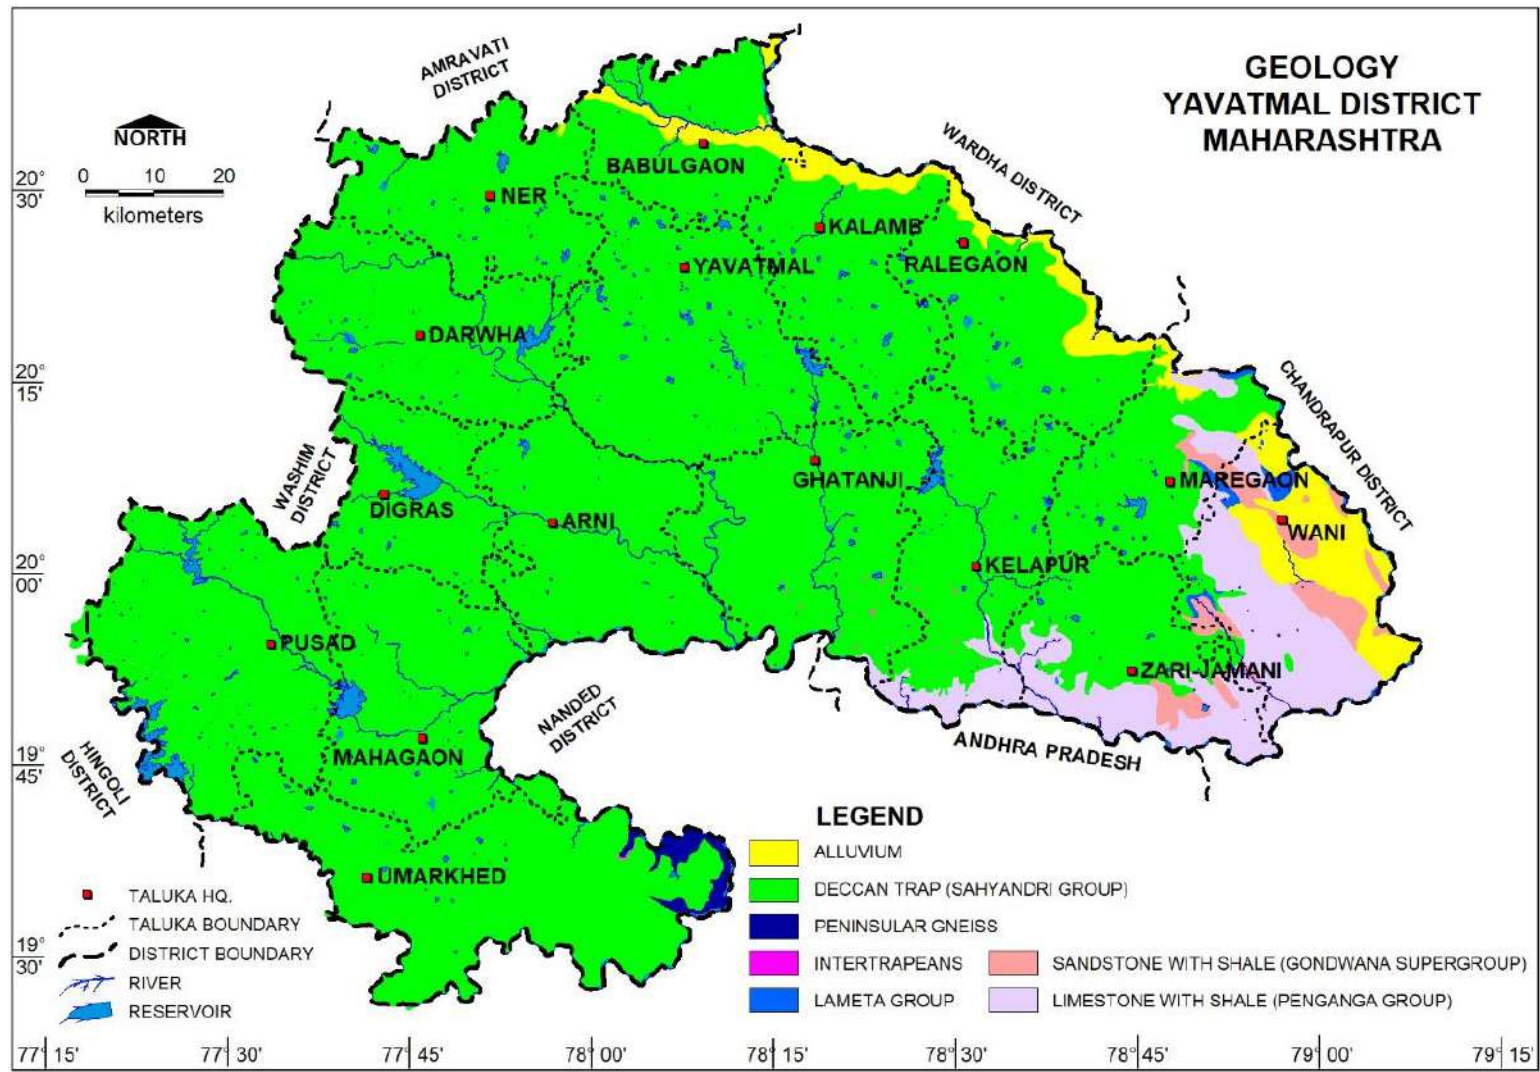 GEOLOGY
YAVATMAL DISTRICT
MAHARASHTRA
NORTH
0 10 20
kilometers
AMRAVATI
DISTRICT
WARDHA DISTRICT
CHANDRAPUR DISTRICT
WASHIM
DISTRICT
NANDED
DISTRICT
HINGOLI
DISTRICT
ANDHRA PRADESH
BABULGAON
NER
KALAMB
RALEGAON
YAVATMAL
DARWHA
GHATANJI
MAREGAON
DIGRAS
ARNI
WANI
KELAPUR
PUSAD
ZARI-JAMANI
MAHAGAON
UMARKHED
20°
30'
20°
15'
20°
00'
19°
45'
19°
30'
TALUKA HQ.
TALUKA BOUNDARY
DISTRICT BOUNDARY
RIVER
RESERVOIR
LEGEND
ALLUVIUM
DECCAN TRAP (SAHYANDRI GROUP)
PENINSULAR GNEISS
INTERTRAPEANS
SANDSTONE WITH SHALE (GONDWANA SUPERGROUP)
LAMETA GROUP
LIMESTONE WITH SHALE (PENGANGA GROUP)
77° 15' 77° 30' 77° 45' 78° 00' 78° 15' 78° 30' 78° 45' 79° 00' 79° 15'